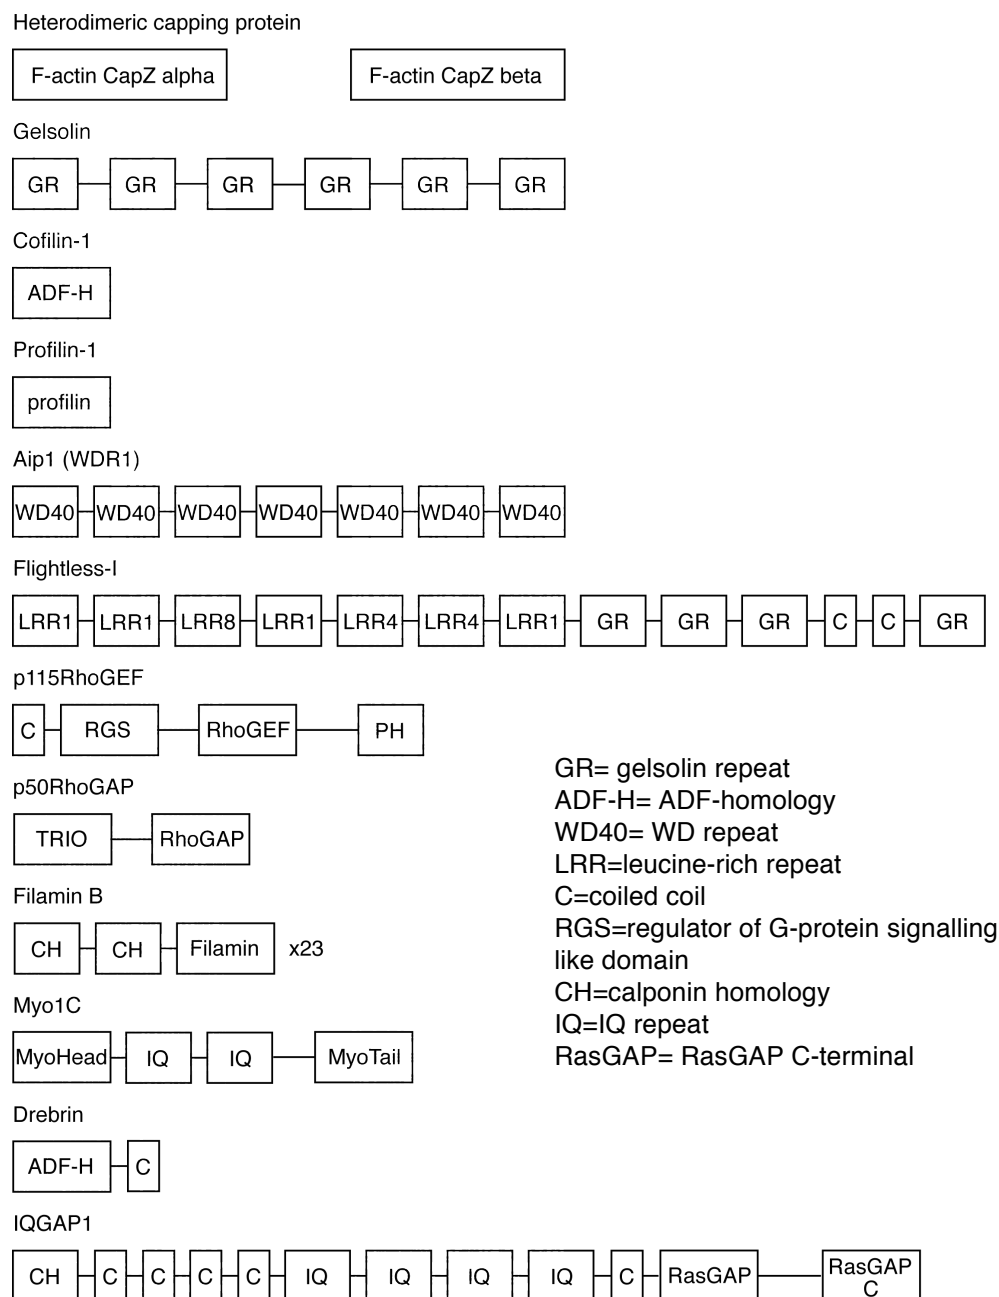 Heterodimeric capping protein
F-actin CapZ alpha F-actin CapZ beta
Gelsolin
GR GR GR GR GR GR
Cofilin-1
ADF-H
Profilin-1
profilin
Aip1 (WDR1)
WD40 WD40 WD40 WD40 WD40 WD40 WD40
Flightless-I
LRR1 LRR1 LRR8 LRR1 LRR4 LRR4 LRR1 GR GR GR C C GR
p115RhoGEF
C RGS RhoGEF PH
p50RhoGAP
TRIO RhoGAP
Filamin B
CH CH Filamin x23
Myo1C
MyoHead IQ IQ MyoTail
Drebrin
ADF-H C
IQGAP1
CH C C C C IQ IQ IQ IQ C RasGAP RasGAP
C
GR= gelsolin repeat
ADF-H= ADF-homology
WD40= WD repeat
LRR=leucine-rich repeat
C=coiled coil
RGS=regulator of G-protein signalling
like domain
CH=calponin homology
IQ=IQ repeat
RasGAP= RasGAP C-terminal